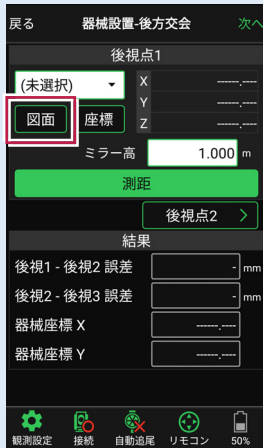 戻る 器械設置-後方交会 次へ
後視点1
(未選択) X ------.----
Y ------.----
図面 座標 Z ------.----
ミラー高 1.000 m
測距
後視点2
結果
後視1 - 後視2 誤差 - mm
後視2 - 後視3 誤差 - mm
器械座標 X ------.----
器械座標 Y ------.----
観測設定 接続 自動追尾 リモコン 50%